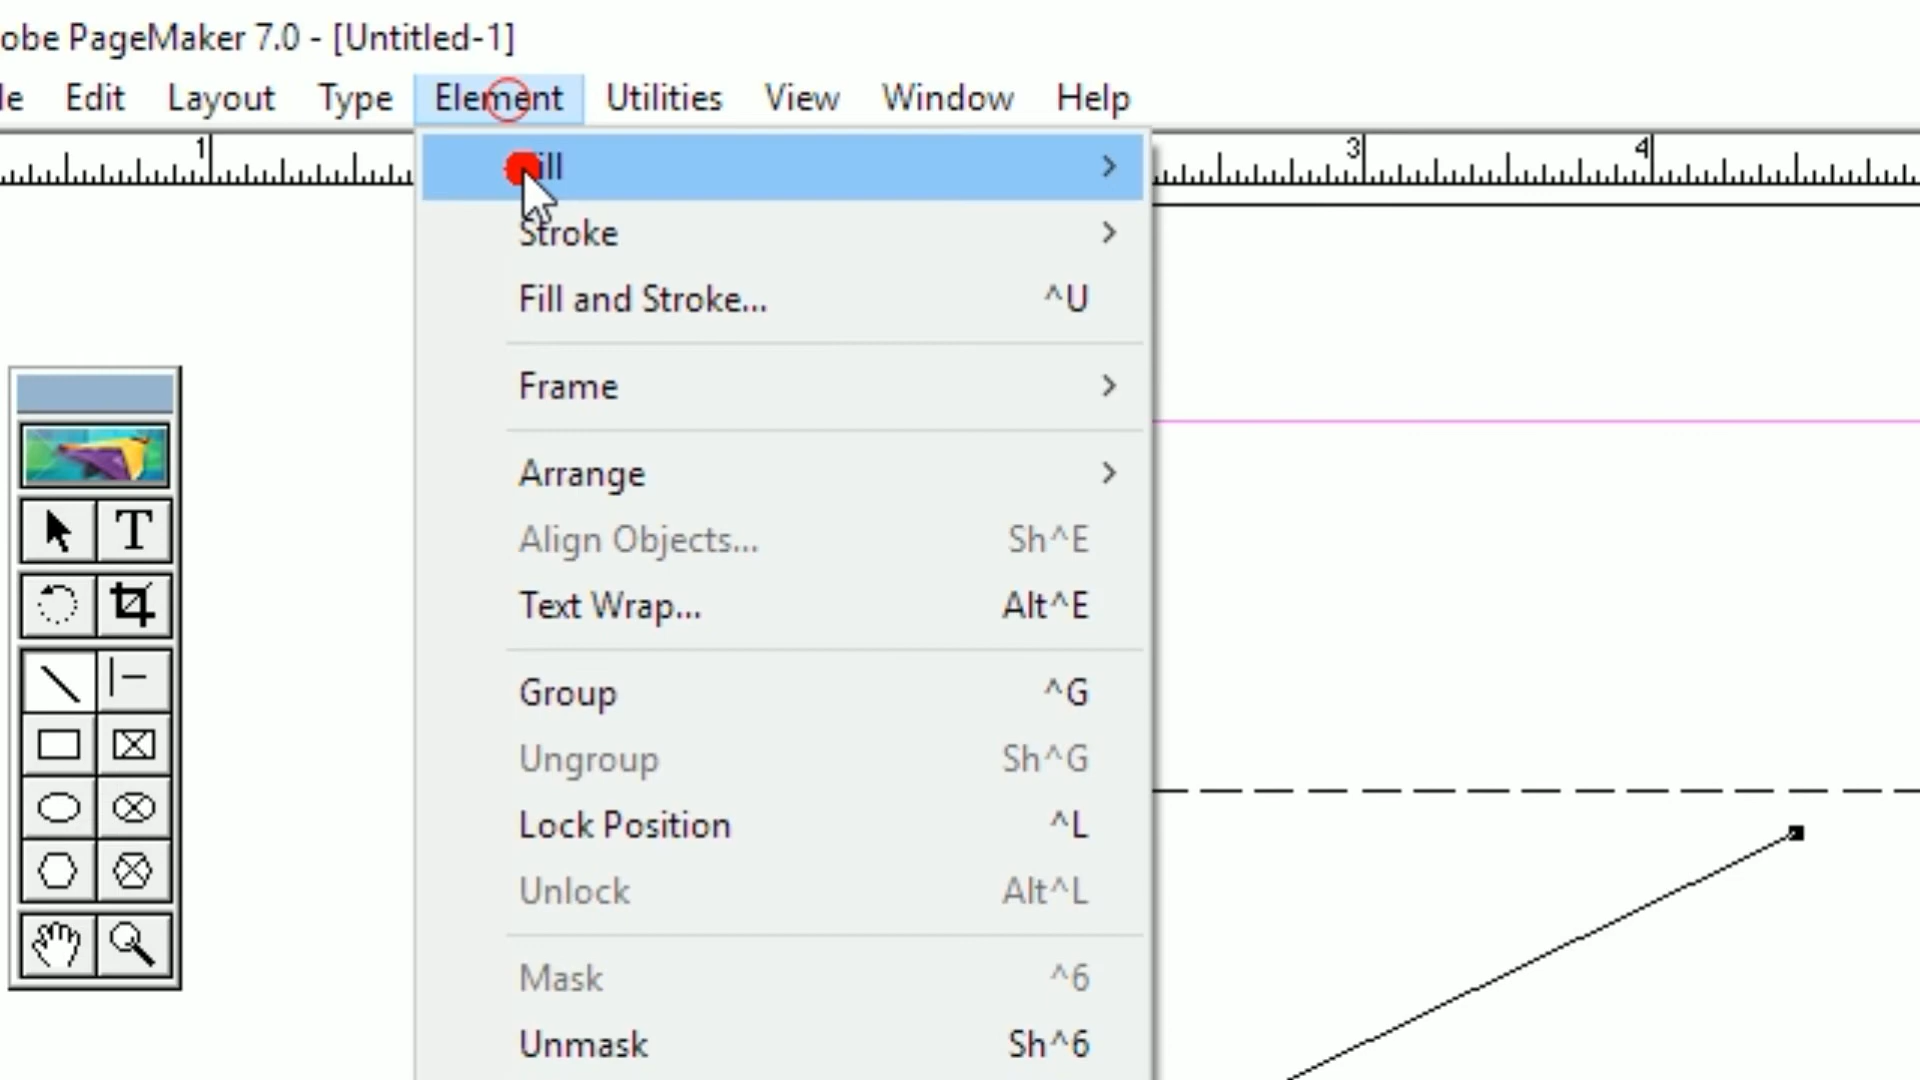 obe PageMaker 7.0 - [Untitled-1]
le Edit Layout Type Element Utilities View Window Help
1 3 4
ill
Stroke
Fill and Stroke... ^U
Frame
Arrange
Align Objects... Sh^E
Text Wrap... Alt^E
Group ^G
Ungroup Sh^G
Lock Position ^L
Unlock Alt^L
Mask ^6
Unmask Sh^6
T